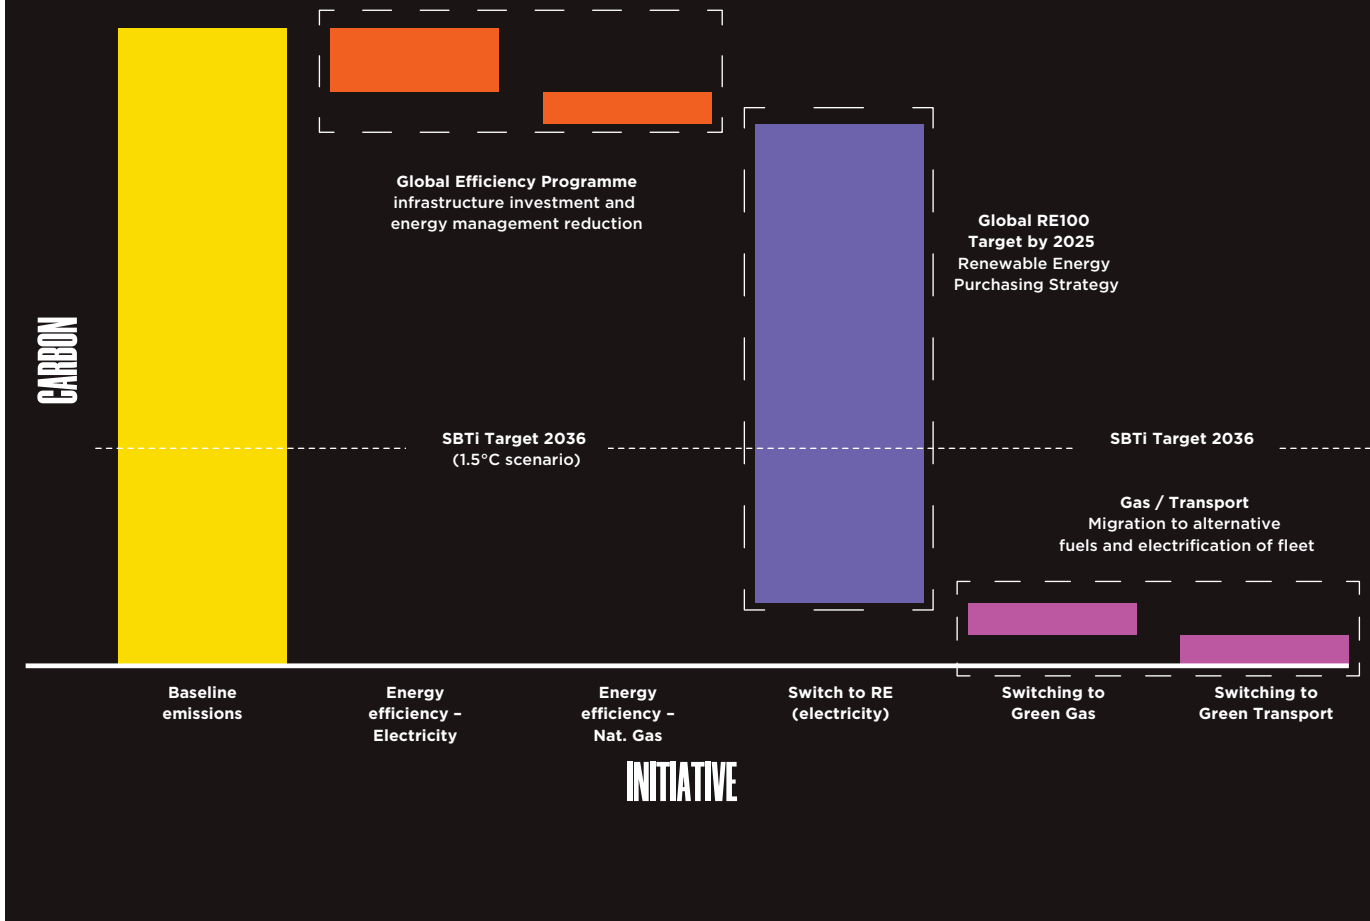 Global Efficiency Programme
infrastructure investment and
energy management reduction
Global RE100
Target by 2025
Renewable Energy
Purchasing Strategy
CARBON
SBTi Target 2036
(1.5°C scenario)
SBTi Target 2036
Gas / Transport
Migration to alternative
fuels and electrification of fleet
Baseline
emissions
Energy
efficiency –
Electricity
Energy
efficiency –
Nat. Gas
Switch to RE
(electricity)
Switching to
Green Gas
Switching to
Green Transport
INITIATIVE